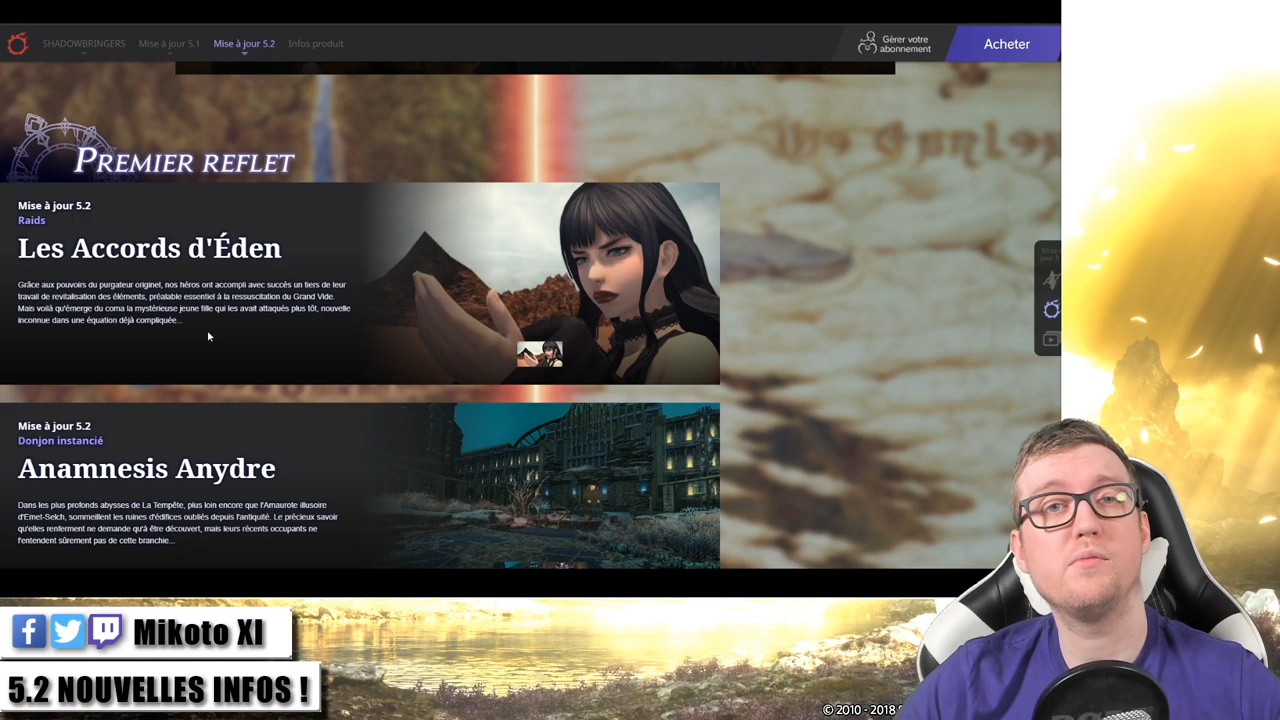 SHADOWBRINGERS
Mise à jour 5.1
Mise à jour 5.2
Infos produit
Gérer votre
abonnement
Acheter
PREMIER REFLET
Mise à jour 5.2
Raids
Les Accords d'Éden
Grâce aux pouvoirs du purgateur originel, nos héros ont accompli avec succès un tiers de leur
travail de revitalisation des éléments, préalable essentiel à la ressuscitation du Grand Vide.
Mais voilà qu'émerge du coma la mystérieuse jeune fille qui les avait attaqués plus tôt, nouvelle
inconnue dans une équation déjà compliquée...
Mise à jour 5.2
Donjon instancié
Anamnesis Anydre
Dans les plus profonds abysses de La Tempête, plus loin encore que l'Amaurote illusoire
d'Emet-Selch, sommeillent les ruines d'édifices oubliés depuis l'antiquité. Le précieux savoir
qu'elles renferment ne demande qu'à être découvert, mais leurs récents occupants ne
l'entendent sûrement pas de cette branchie...
Mikoto XI
5.2 NOUVELLES INFOS !
© 2010 - 2018